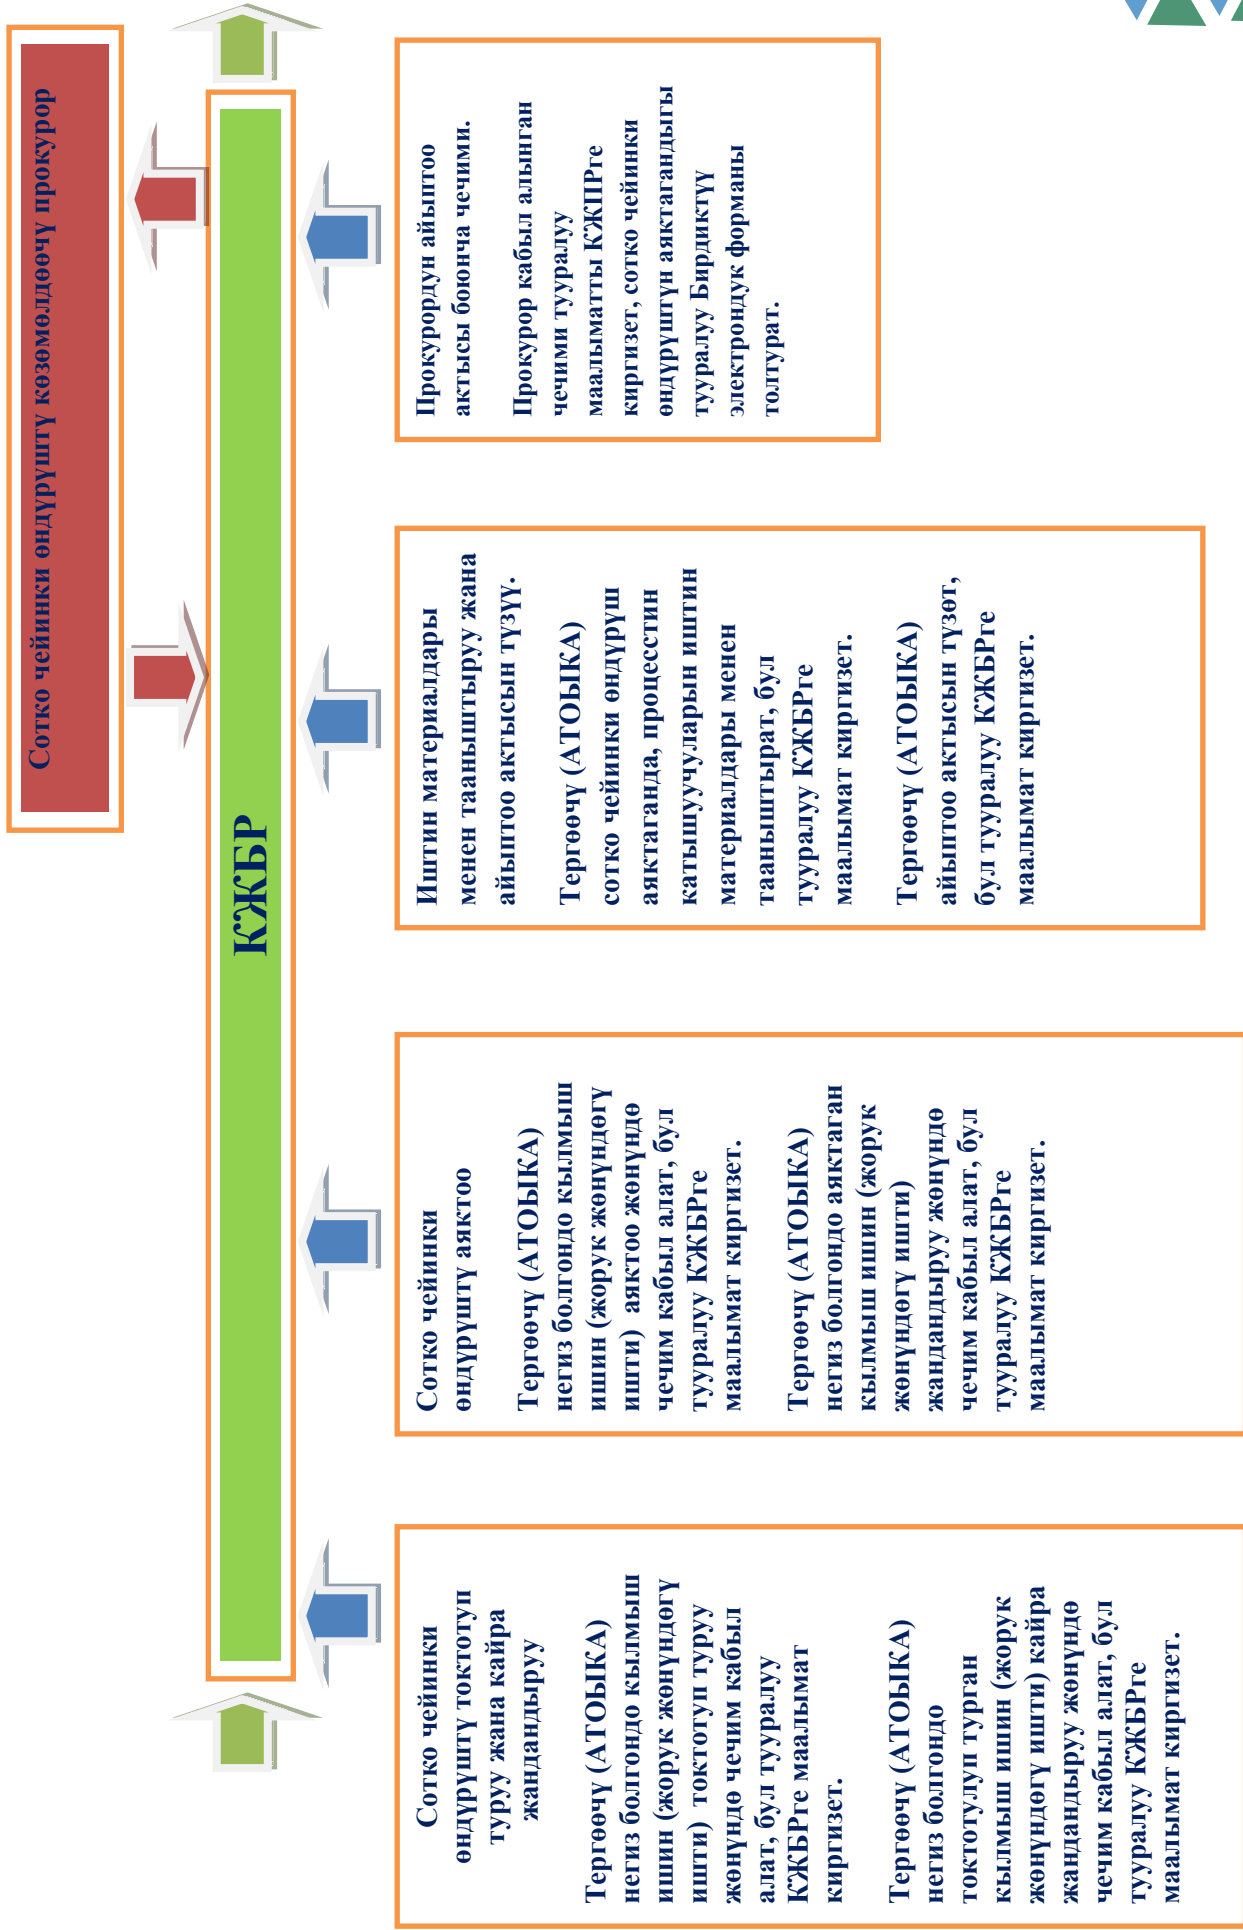 Сотко чейинки өндүрүштү көзөмөлдөөчү прокурор
КЖБР
Сотко чейинки
өндүрүштү токтотуп
туруу жана кайра
жандандыруу
Тергөөчү (АТОЫКА)
негиз болгондо кылмыш
ишин (жорук жөнүндөгү
ишти) токтотуп туруу
жөнүндө чечим кабыл
алат, бул тууралуу
КЖБРге маалымат
киргизет.
Тергөөчү (АТОЫКА)
негиз болгондо
токтотулуп турган
кылмыш ишин (жорук
жөнүндөгү ишти) кайра
жандандыруу жөнүндө
чечим кабыл алат, бул
тууралуу КЖБРге
маалымат киргизет.
Сотко чейинки
өндүрүштү аяктоо
Тергөөчү (АТОЫКА)
негиз болгондо кылмыш
ишин (жорук жөнүндөгү
ишти) аяктоо жөнүндө
чечим кабыл алат, бул
тууралуу КЖБРге
маалымат киргизет.
Тергөөчү (АТОЫКА)
негиз болгондо аяктаган
кылмыш ишин (жорук
жөнүндөгү ишти)
жандандыруу жөнүндө
чечим кабыл алат, бул
тууралуу КЖБРге
маалымат киргизет.
Иштин материалдары
менен тааныштыруу жана
айыптоо актысын түзүү.
Тергөөчү (АТОЫКА)
сотко чейинки өндүрүш
аяктаганда, процесстин
катышуучуларын иштин
материалдары менен
тааныштырат, бул
тууралуу КЖБРге
маалымат киргизет.
Тергөөчү (АТОЫКА)
айыптоо актысын түзөт,
бул тууралуу КЖБРге
маалымат киргизет.
Прокурордун айыптоо
актысы боюнча чечими.
Прокурор кабыл алынган
чечими тууралуу
маалыматты КЖПРге
киргизет, сотко чейинки
өндүрүштүн аяктагандыгы
тууралуу Бирдиктүү
электрондук форманы
толтурат.